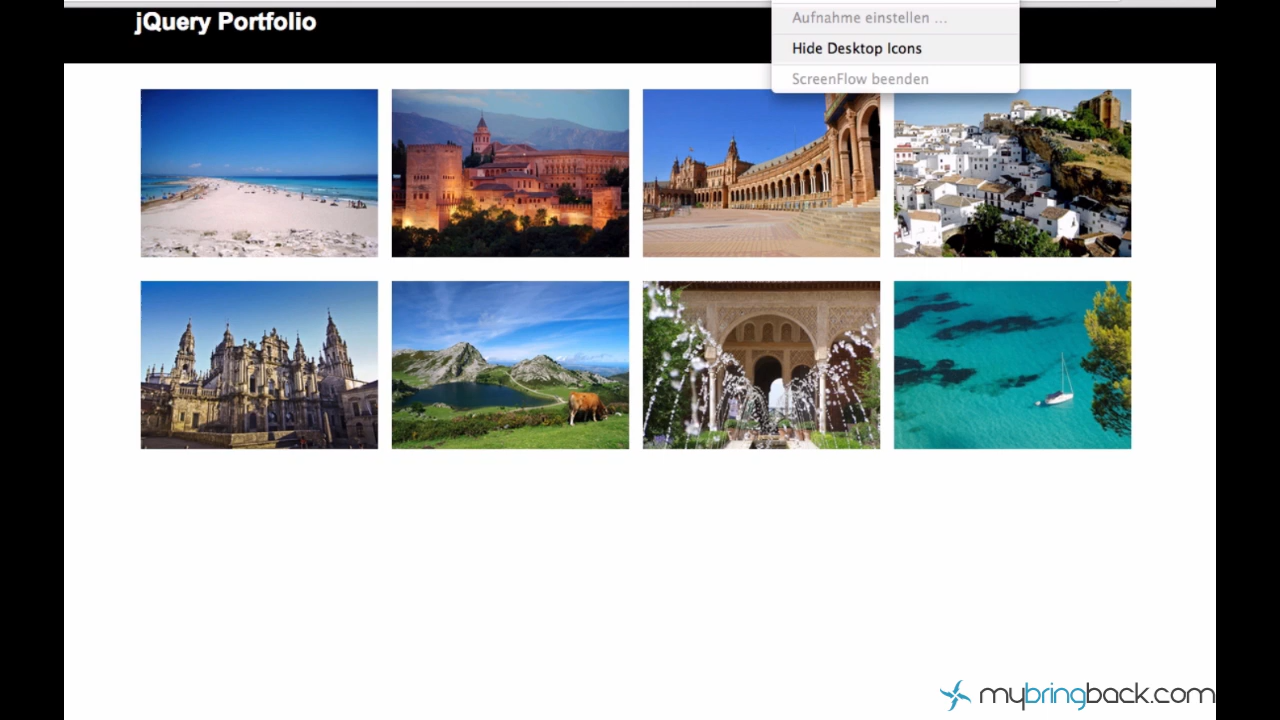 jQuery Portfolio
Aufnahme einstellen ...
Hide Desktop Icons
ScreenFlow beenden
mybringback.com